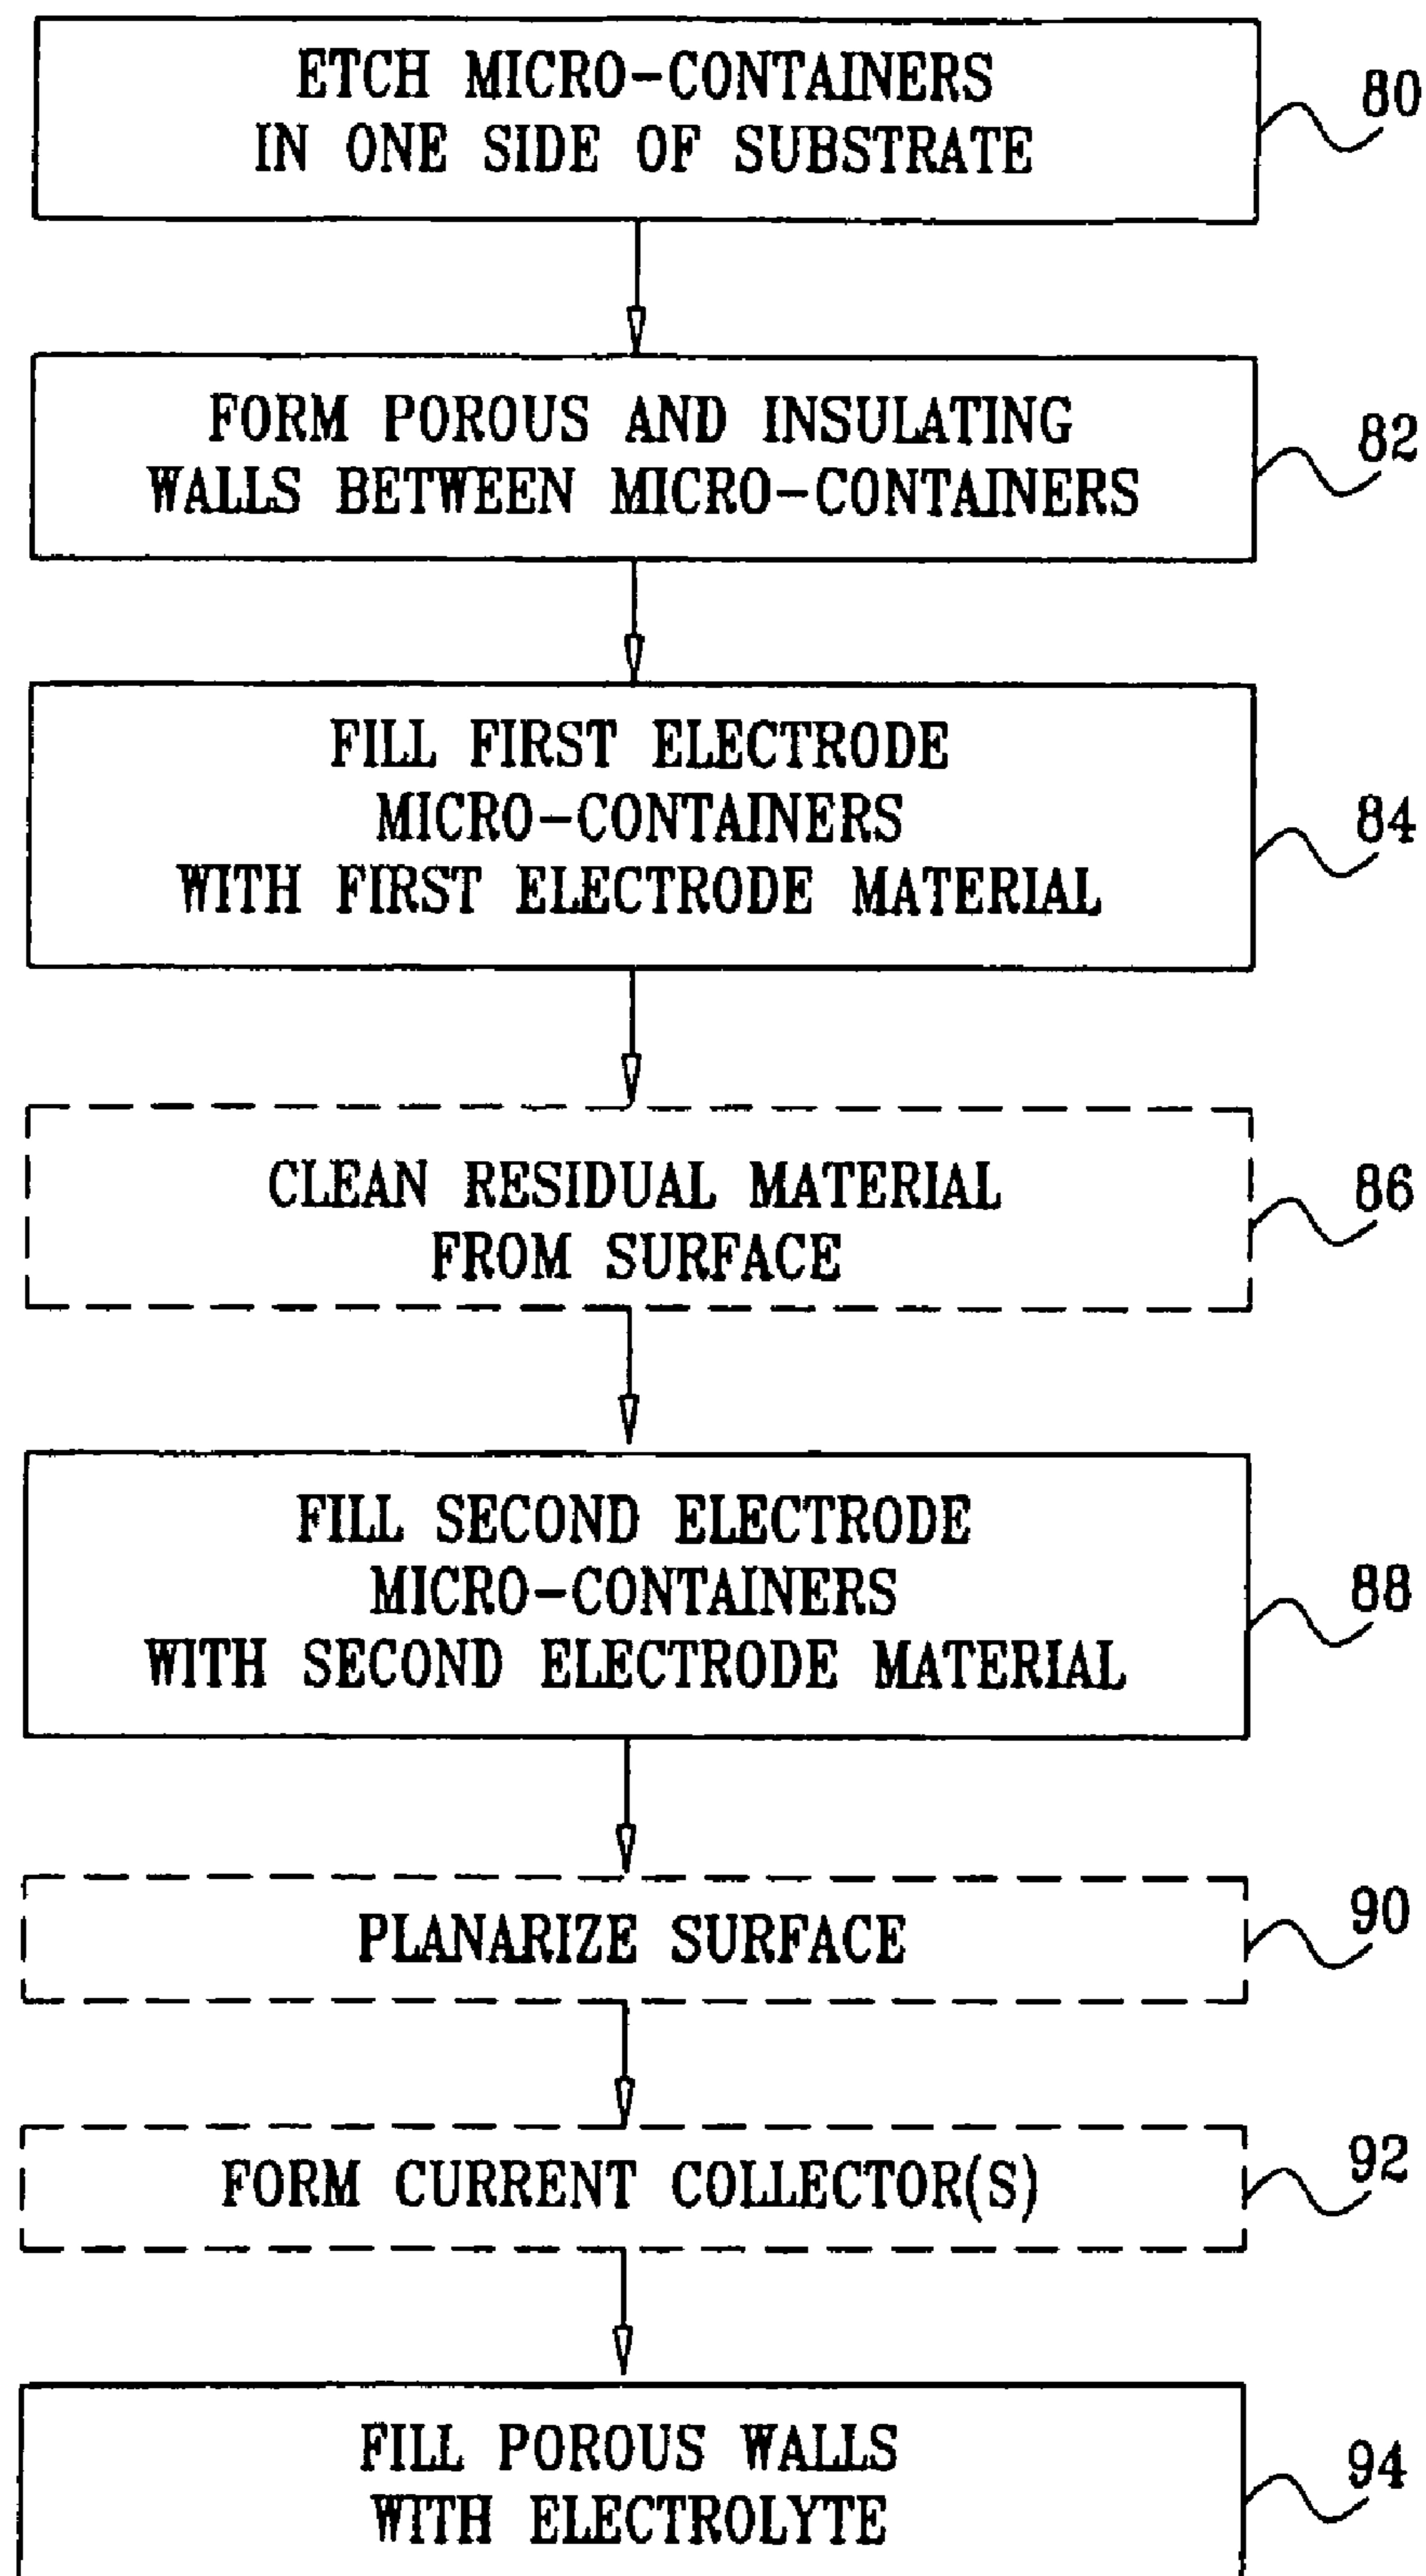 ETCH MICRO-CONTAINERS
IN ONE SIDE OF SUBSTRATE
80
FORM POROUS AND INSULATING
WALLS BETWEEN MICRO-CONTAINERS
82
FILL FIRST ELECTRODE
MICRO-CONTAINERS
WITH FIRST ELECTRODE MATERIAL
84
CLEAN RESIDUAL MATERIAL
FROM SURFACE
86
FILL SECOND ELECTRODE
MICRO-CONTAINERS
WITH SECOND ELECTRODE MATERIAL
88
PLANARIZE SURFACE
90
FORM CURRENT COLLECTOR(S)
92
FILL POROUS WALLS
WITH ELECTROLYTE
94